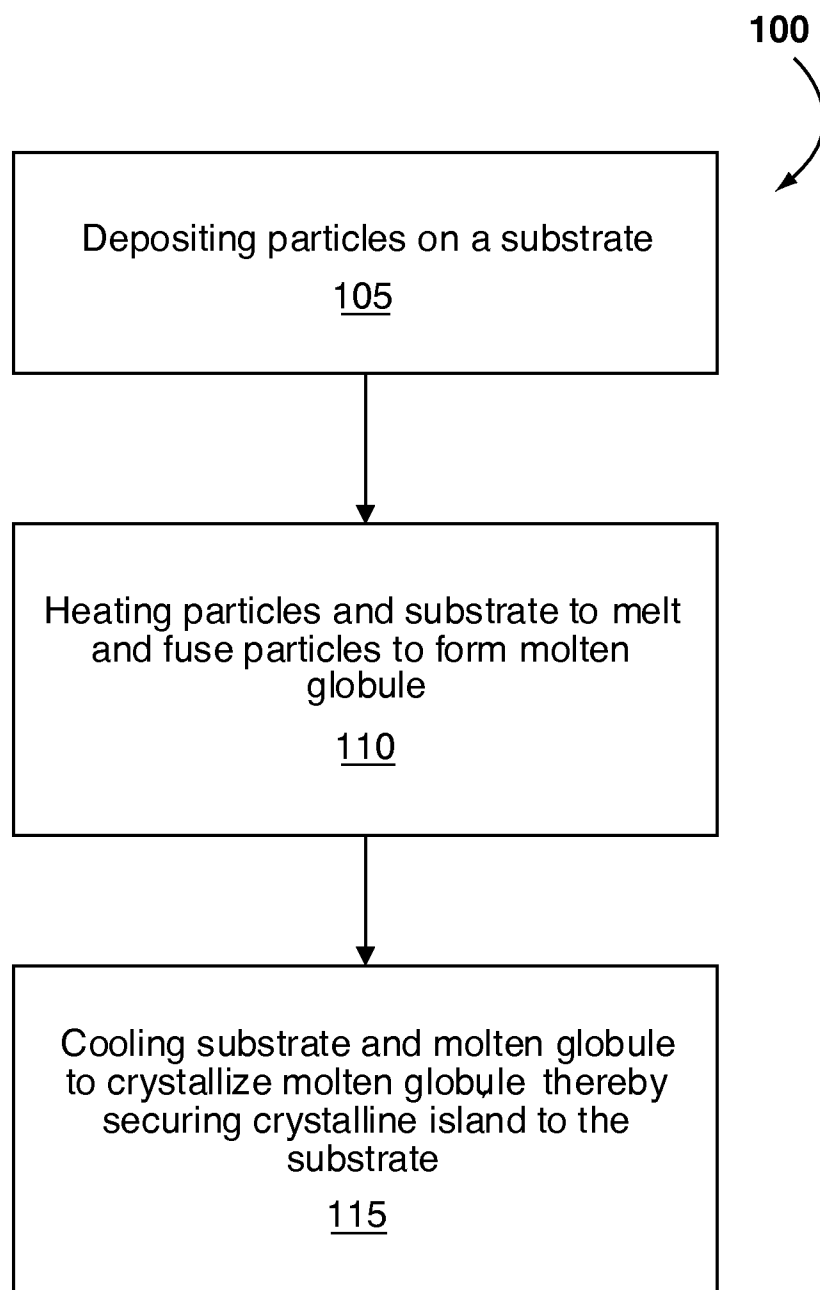 100
Depositing particles on a substrate
105
Heating particles and substrate to melt
and fuse particles to form molten
globule
110
Cooling substrate and molten globule
to crystallize molten globule thereby
securing crystalline island to the
substrate
115